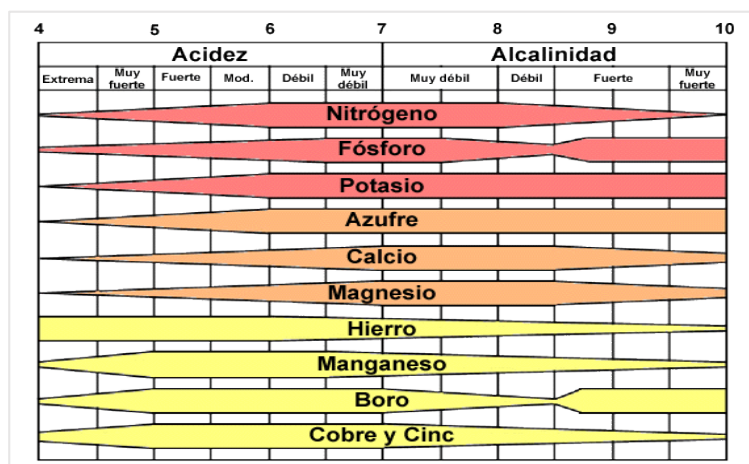 4 5 6 7 8 9 10
Acidez Alcalinidad
Extrema Muy fuerte Fuerte Mod. Débil Muy débil Muy débil Débil Fuerte Muy fuerte
Nitrógeno
Fósforo
Potasio
Azufre
Calcio
Magnesio
Hierro
Manganeso
Boro
Cobre y Cinc